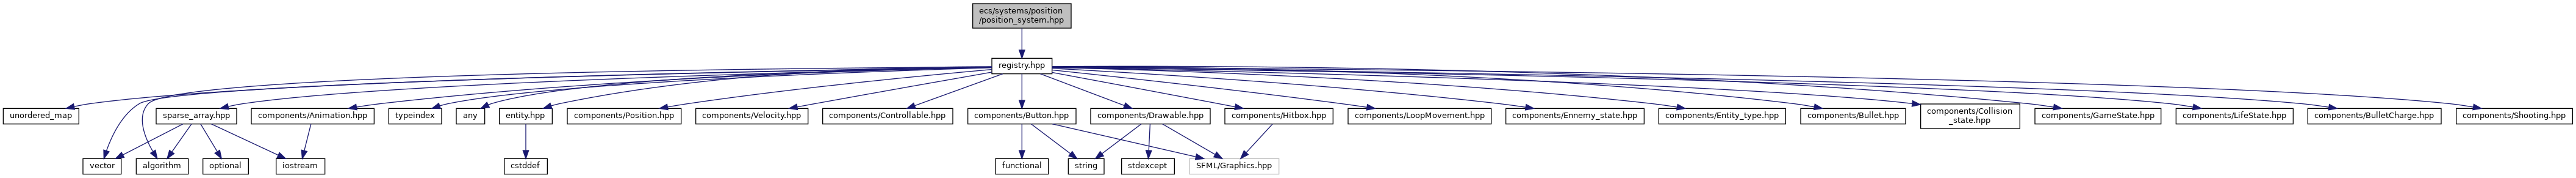 ecs/systems/position
/position_system.hpp
registry.hpp
unordered_map
sparse_array.hpp
components/Animation.hpp
typeindex
any
entity.hpp
components/Position.hpp
components/Velocity.hpp
components/Controllable.hpp
components/Button.hpp
components/Drawable.hpp
components/Hitbox.hpp
components/LoopMovement.hpp
components/Ennemy_state.hpp
components/Entity_type.hpp
components/Bullet.hpp
components/Collision
_state.hpp
components/GameState.hpp
components/LifeState.hpp
components/BulletCharge.hpp
components/Shooting.hpp
vector
algorithm
optional
iostream
cstddef
functional
string
stdexcept
SFML/Graphics.hpp